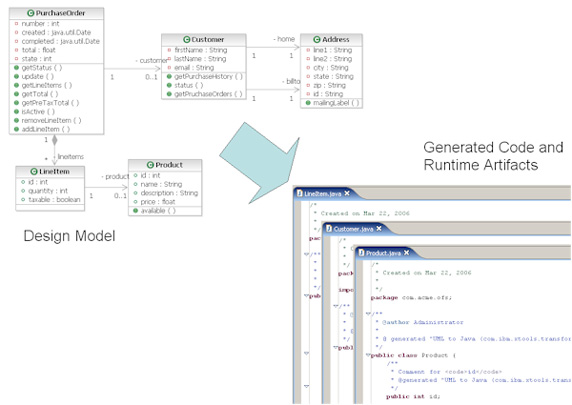 PurchaseOrder
number : int
created : java.util.Date
completed : java.util.Date
total : float
state : int
getStatus ( )
update ( )
getLineItems ( )
getTotal ( )
getPreTaxTotal ( )
isActive ( )
removeLineItem ( )
addLineItem ( )
- customer
1
0..1
Customer
firstName : String
lastName : String
email : String
getPurchaseHistory ( )
status ( )
getPruchaseOrders ( )
- home
1
1
- billto
1
1
Address
line1 : String
line2 : String
city : String
state : String
zip : String
id : String
mailingLabel ( )
1
- lineitems
*
LineItem
id : int
quantity : int
taxable : boolean
- product
1
0..1
Product
id : int
name : String
description : String
price : float
available ( )
Design Model
Generated Code and
Runtime Artifacts
LineItem.java
/*
* Created on Mar 22, 2006
*
*/
pack
/**
*
*
*/
publ
Customer.java
/*
* C
*
*/
pack
impo
/**
* @
*
* @
*/
publ
Product.java
/*
* Created on Mar 22, 2006
*
*/
package com.acme.ofs;
/**
* @author Administrator
*
* @ generated "UML to Java (com.ibm.xtools.transfor
*/
public class Product {
/**
* Comment for <code>id</code>
* @generated "UML to Java (com.ibm.xtools.trans
*/
public int id;